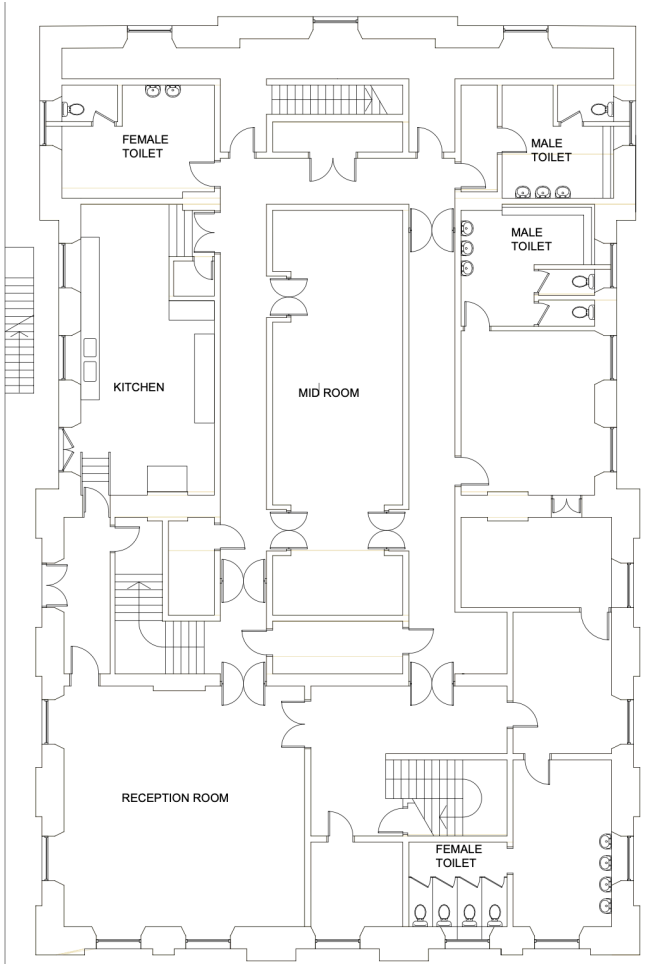 FEMALE
TOILET
MALE
TOILET
MALE
TOILET
KITCHEN
MID ROOM
RECEPTION ROOM
FEMALE
TOILET